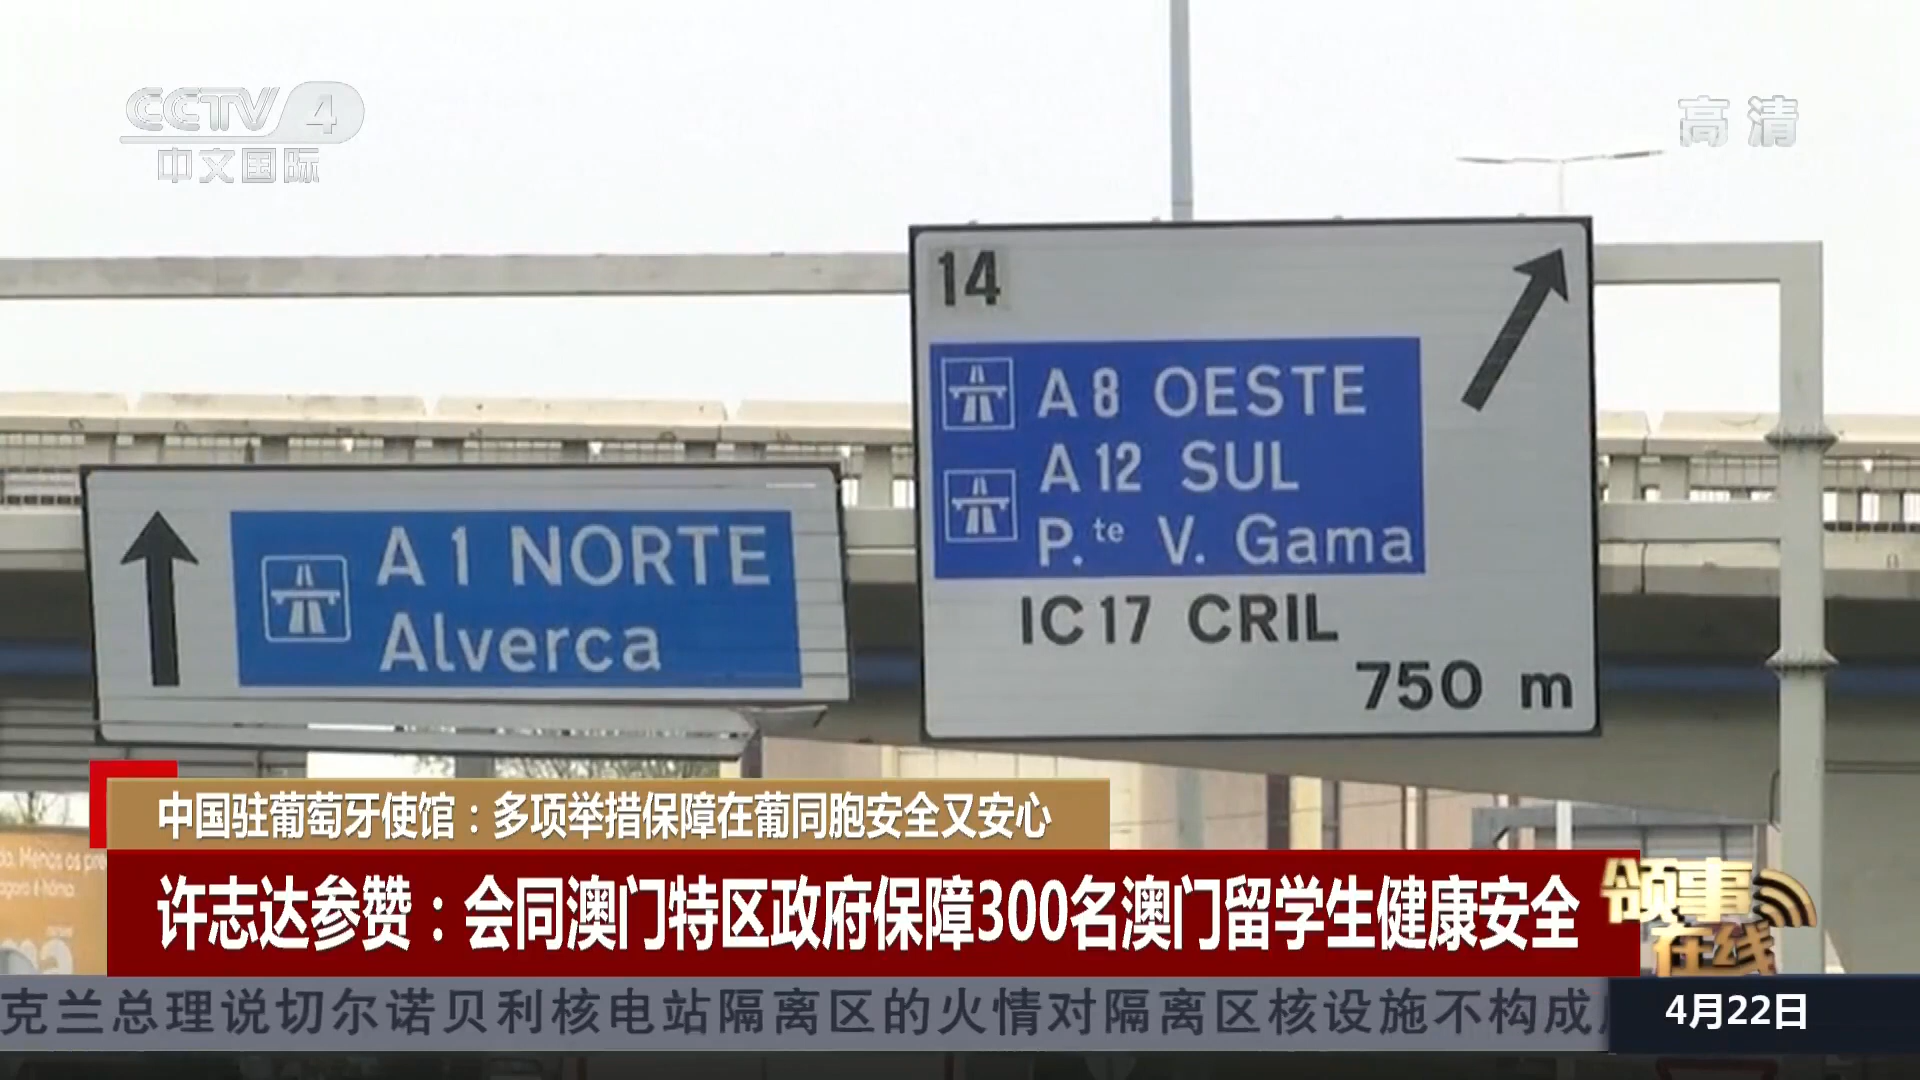 CCTV 4
中文国际
高清
14
A 8 OESTE
A 12 SUL
P.te V. Gama
IC 17 CRIL
750 m
A 1 NORTE
Alverca
中国驻葡萄牙使馆：多项举措保障在葡同胞安全又安心
许志达参赞：会同澳门特区政府保障300名澳门留学生健康安全
领事
在线
克兰总理说切尔诺贝利核电站隔离区的火情对隔离区核设施不构成
4月22日